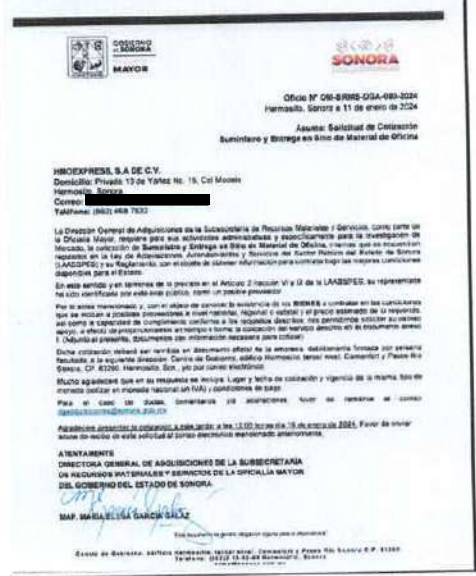 GOBIERNO
DE SONORA
MAYOR
SONORA
Oficio N° OM-SRMS-DGA-080-2024
Hermosillo, Sonora a 11 de enero de 2024
Asunto: Solicitud de Cotización
Suministro y Entrega en Sitio de Material de Oficina
HMOEXPRESS, S.A DE C.V.
Domicilio: Privada 13 de Yáñez No. 15, Col Modelo
Hermosillo, Sonora
Correo:
Teléfono: (662)
La Dirección General de Adquisiciones de la Subsecretaría de Recursos Materiales y Servicios, como parte de
la Oficialía Mayor, requiere para sus actividades administrativas y específicamente para la Investigación de
Mercado, la cotización de Suministro y Entrega en Sitio de Material de Oficina, mismas que se encuentran
regulados en la Ley de Adquisiciones, Arrendamientos y Servicios del Sector Público del Estado de Sonora
(LAASSPES) y su Reglamento, con el objeto de obtener información para contratar bajo las mejores condiciones
disponibles para el Estado.
En este sentido y en términos de lo previsto en el Artículo 2 fracción VI y IX de la LAASSPES, su representada
ha sido identificada por este ente público, como un posible proveedor.
Por lo antes mencionado, y con el objeto de conocer la existencia de los BIENES a contratar en las condiciones
que se indican a posibles proveedores a nivel nacional, regional o estatal y el precio estimado de lo requerido,
así como la capacidad de cumplimiento conforme a los requisitos descritos, nos permitimos solicitar su valioso
apoyo, a efecto de proporcionarnos en tiempo y forma la cotización del servicio descrito en el documento anexo
1. (Adjunto al presente, documentos con información necesaria para cotizar)
Dicha cotización deberá ser remitida en documento oficial de la empresa, debidamente firmada por persona
facultada, a la siguiente dirección: Centro de Gobierno, edificio Hermosillo, tercer nivel, Comonfort y Paseo Río
Sonora, CP. 83280, Hermosillo, Son., y/o por correo electrónico.
Mucho agradeceré que en su respuesta se incluya: Lugar y fecha de cotización y vigencia de la misma, tipo de
moneda (cotizar en moneda nacional sin IVA) y condiciones de pago.
Para el caso de dudas, comentarios y/o aclaraciones, favor de remitirse al correo
Agradeceré presentar la cotización a más tardar a las 12:00 horas día 16 de enero de 2024. Favor de enviar
acuse de recibo de esta solicitud al correo electrónico mencionado anteriormente.
ATENTAMENTE
DIRECTORA GENERAL DE ADQUISICIONES DE LA SUBSECRETARÍA
DE RECURSOS MATERIALES Y SERVICIOS DE LA OFICIALÍA MAYOR
DEL GOBIERNO DEL ESTADO DE SONORA
MAP. MARÍA ELISA GARCÍA GALAZ
"Este documento no genera obligación alguna para la dependencia"
Centro de Gobierno, edificio Hermosillo, tercer nivel, Comonfort y Paseo Río Sonora C.P. 83280.
Hermosillo, Sonora.